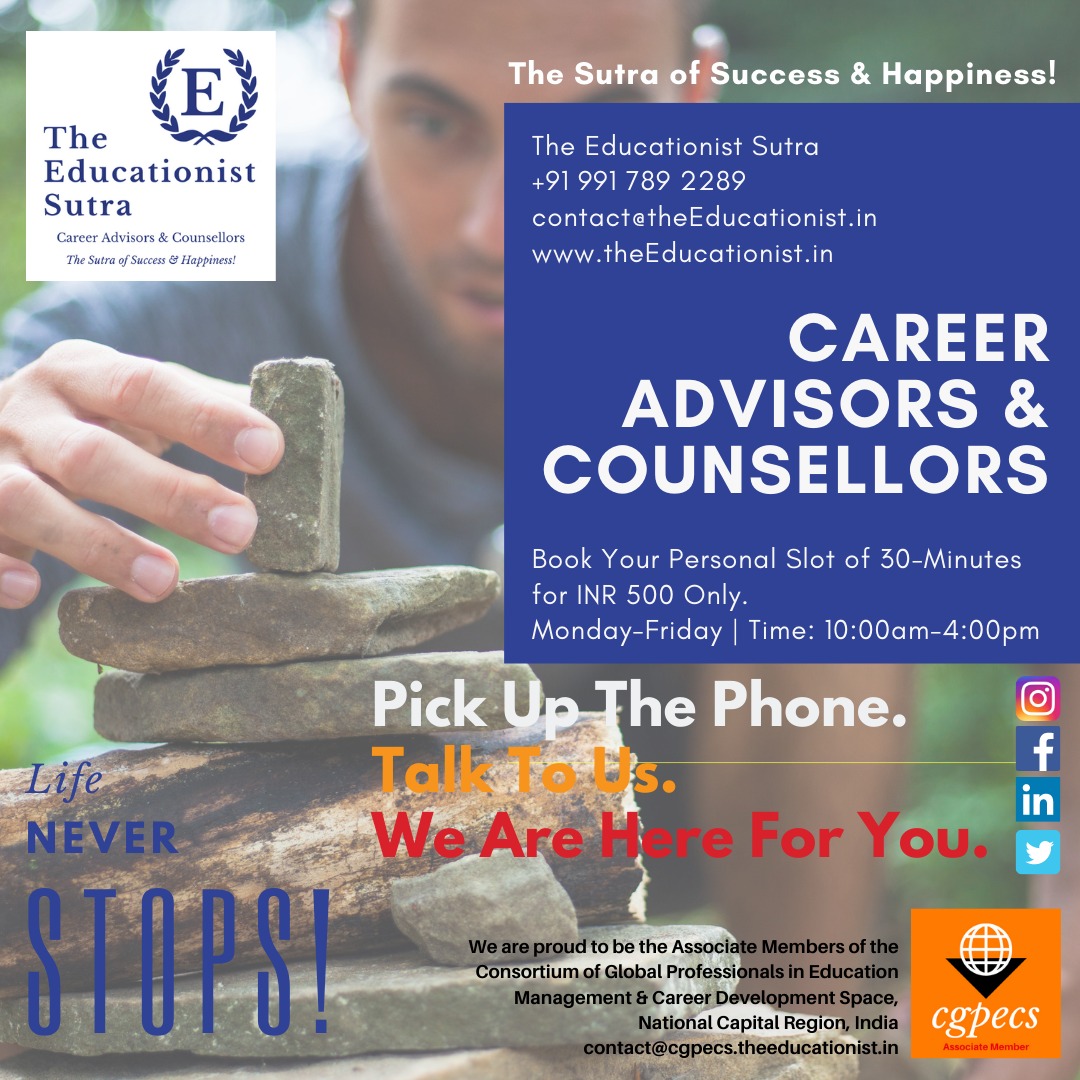 The
Educationist
Sutra
Career Advisors & Counsellors
The Sutra of Success & Happiness!
E
The Sutra of Success & Happiness!
The Educationist Sutra
+91 991 789 2289
contact@theEducationist.in
www.theEducationist.in
CAREER
ADVISORS &
COUNSELLORS
Book Your Personal Slot of 30-Minutes
for INR 500 Only.
Monday-Friday | Time: 10:00am-4:00pm
Pick Up The Phone.
Talk To Us.
We Are Here For You.
Life
NEVER
STOPS!
We are proud to be the Associate Members of the
Consortium of Global Professionals in Education
Management & Career Development Space,
National Capital Region, India
contact@cgpecs.theeducationist.in
cgpecs
Associate Member
in